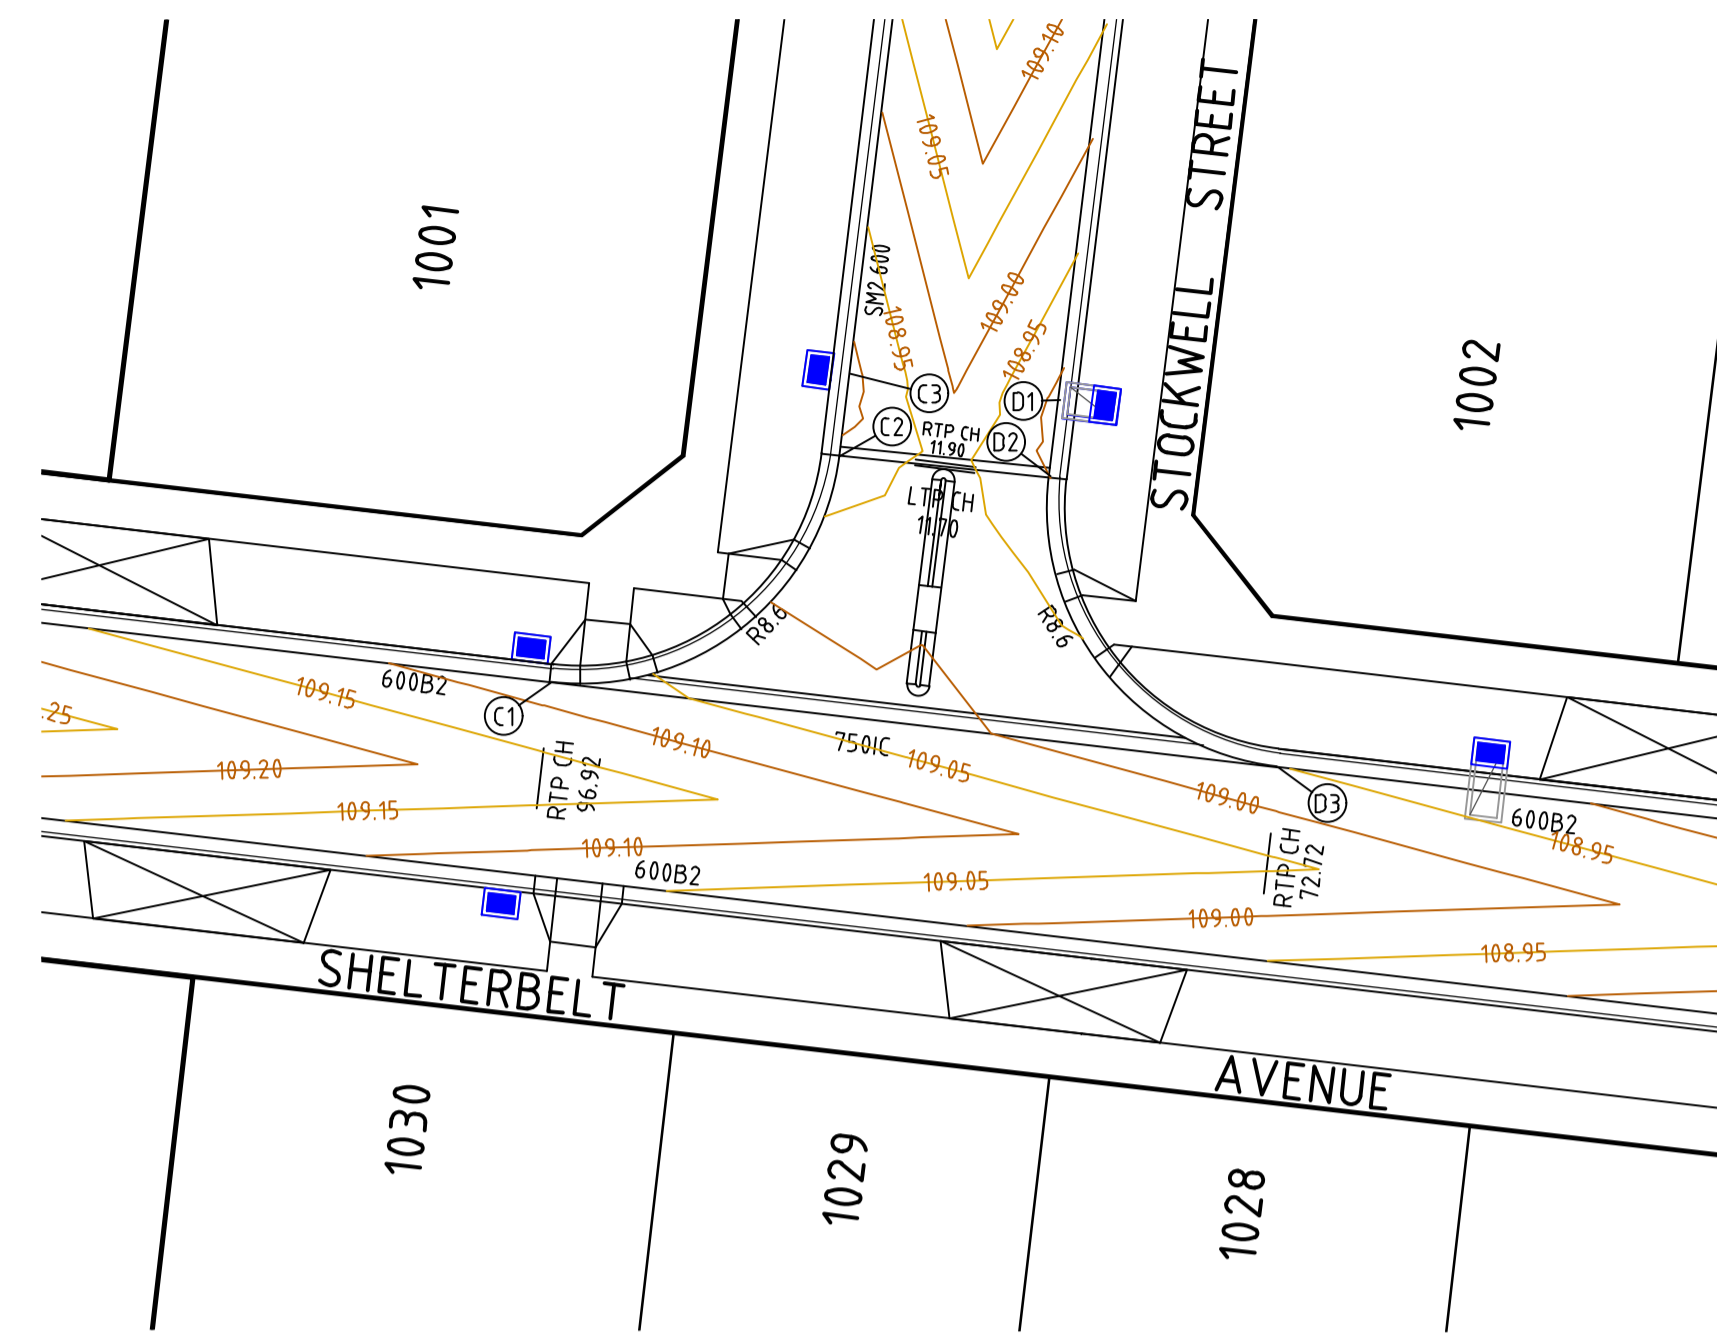 109.10
STOCKWELL STREET
109.05
1001
SM2 600
109.00
108.95
108.95
1002
C3
D1
C2
RTP CH
11.90
D2
LTP CH
11.70
R8.6
R8.6
600B2
109.15
C1
.25
109.10
750IC
109.05
109.20
RTP CH
96.92
109.00
D3
109.15
600B2
108.95
109.10
600B2
109.05
RTP CH
72.72
109.00
108.95
SHELTERBELT AVENUE
1030
1029
1028